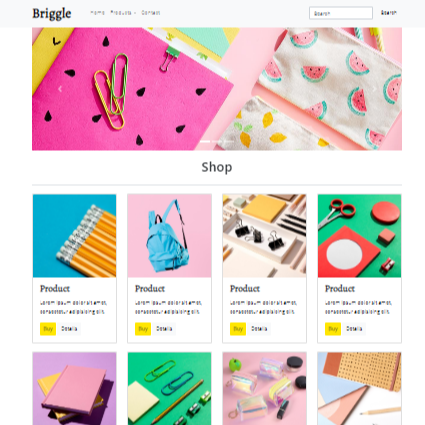 Briggle
Home Products Contact
Search Search
Shop
Product Product Product Product
Lorem ipsum dolor sit amet, Lorem ipsum dolor sit amet, Lorem ipsum dolor sit amet, Lorem ipsum dolor sit amet,
consectetur adipisicing elit. consectetur adipisicing elit. consectetur adipisicing elit. consectetur adipisicing elit.
Buy Details Buy Details Buy Details Buy Details